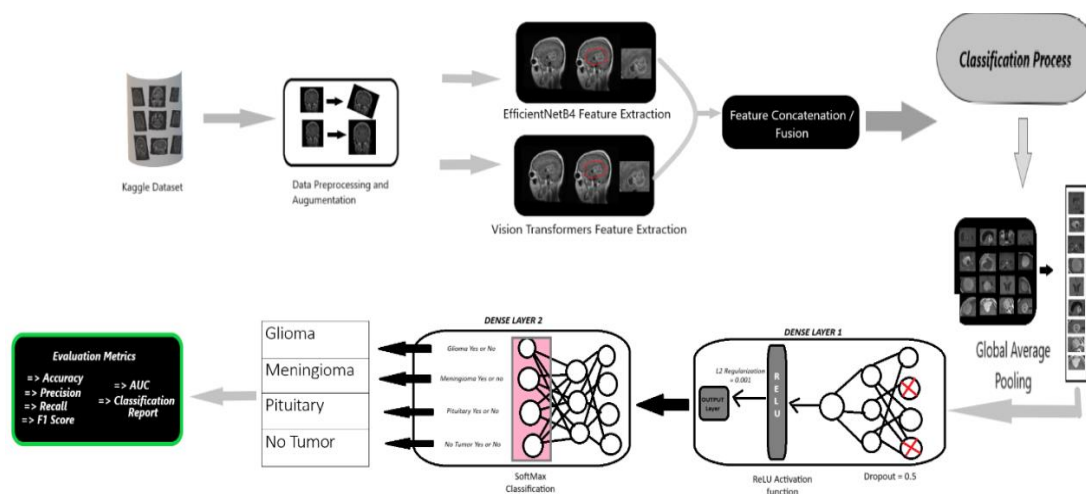 Kaggle Dataset
Data Preprocessing and
Augumentation
EfficientNetB4 Feature Extraction
Vision Transformers Feature Extraction
Feature Concatenation /
Fusion
Classification Process
Global Average
Pooling
DENSE LAYER 1
L2 Regularization
= 0.001
OUTPUT
Layer
RELU
ReLU Activation
function
Dropout = 0.5
DENSE LAYER 2
Glioma Yes or No
Meningioma Yes or no
Pituitary Yes or No
No Tumor Yes or No
SoftMax
Classification
Glioma
Meningioma
Pituitary
No Tumor
Evaluation Metrics
=> Accuracy
=> Precision
=> Recall
=> F1 Score
=> AUC
=> Classification
Report